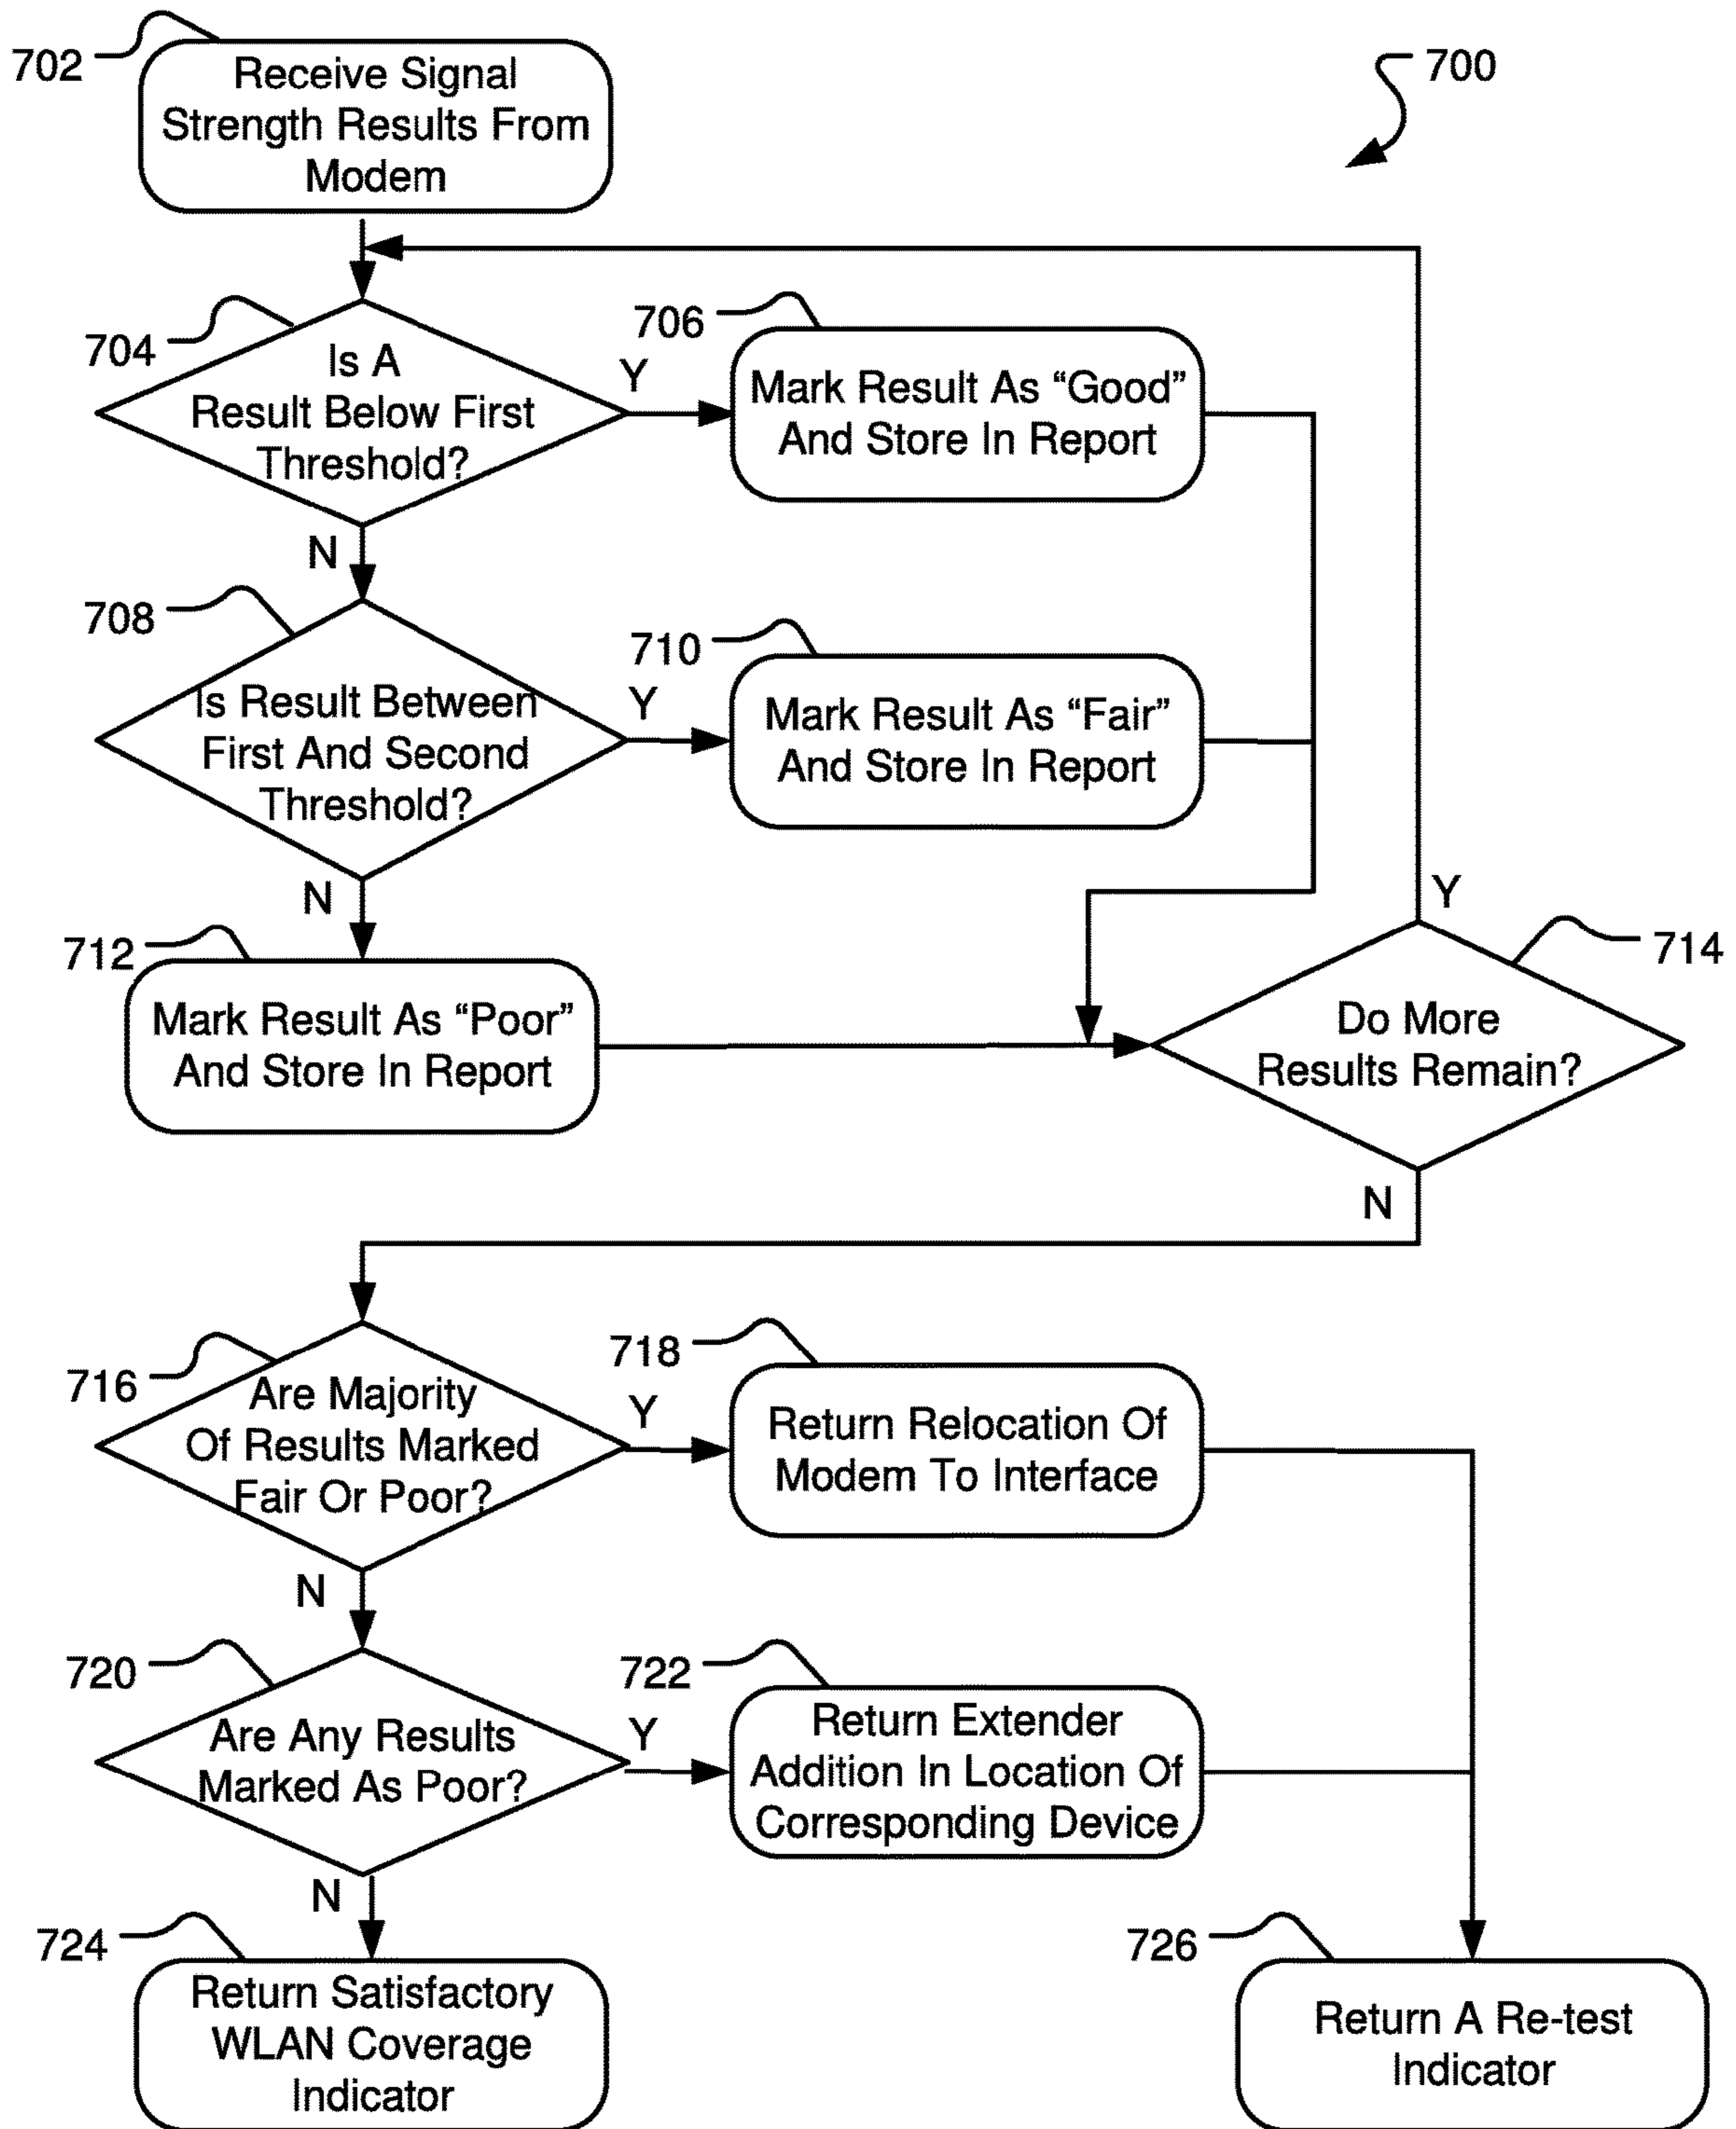 702
Receive Signal
Strength Results From
Modem
700
704
Is A
Result Below First
Threshold?
Y
706
Mark Result As “Good”
And Store In Report
N
708
Is Result Between
First And Second
Threshold?
Y
710
Mark Result As “Fair”
And Store In Report
N
712
Mark Result As “Poor”
And Store In Report
Y
714
Do More
Results Remain?
N
716
Are Majority
Of Results Marked
Fair Or Poor?
Y
718
Return Relocation Of
Modem To Interface
N
720
Are Any Results
Marked As Poor?
Y
722
Return Extender
Addition In Location Of
Corresponding Device
N
724
Return Satisfactory
WLAN Coverage
Indicator
726
Return A Re-test
Indicator